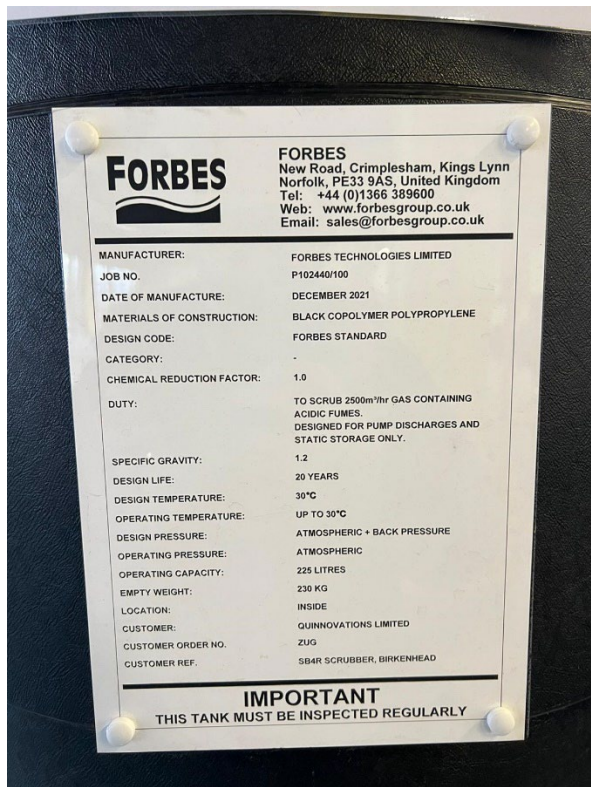 FORBES
FORBES
New Road, Crimplesham, Kings Lynn
Norfolk, PE33 9AS, United Kingdom
Tel: +44 (0)1366 389600
Web: www.forbesgroup.co.uk
Email: sales@forbesgroup.co.uk
MANUFACTURER: FORBES TECHNOLOGIES LIMITED
JOB NO. P102440/100
DATE OF MANUFACTURE: DECEMBER 2021
MATERIALS OF CONSTRUCTION: BLACK COPOLYMER POLYPROPYLENE
DESIGN CODE: FORBES STANDARD
CATEGORY: -
CHEMICAL REDUCTION FACTOR: 1.0
DUTY: TO SCRUB 2500m³/hr GAS CONTAINING
ACIDIC FUMES.
DESIGNED FOR PUMP DISCHARGES AND
STATIC STORAGE ONLY.
SPECIFIC GRAVITY: 1.2
DESIGN LIFE: 20 YEARS
DESIGN TEMPERATURE: 30°C
OPERATING TEMPERATURE: UP TO 30°C
DESIGN PRESSURE: ATMOSPHERIC + BACK PRESSURE
OPERATING PRESSURE: ATMOSPHERIC
OPERATING CAPACITY: 225 LITRES
EMPTY WEIGHT: 230 KG
LOCATION: INSIDE
CUSTOMER: QUINNOVATIONS LIMITED
CUSTOMER ORDER NO. ZUG
CUSTOMER REF. SB4R SCRUBBER, BIRKENHEAD
IMPORTANT
THIS TANK MUST BE INSPECTED REGULARLY